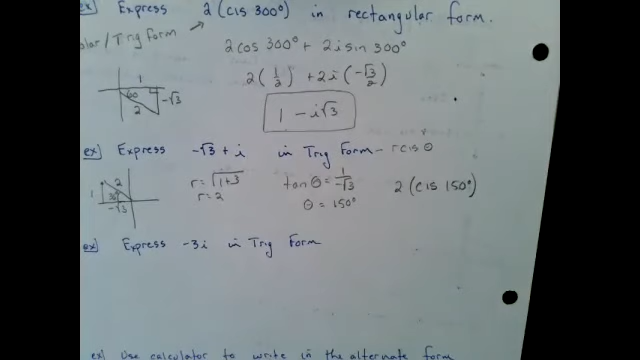 ex) Express 2(cis 300°) in rectangular form.
olar/Trig Form
2cos 300° + 2i sin 300°
2(1/2) + 2i(-√3/2)
1
60
2
-√3
1 - i√3
ex) Express -√3 + i in Trig Form - r cis θ
r = √1+3
tan θ = 1/-√3
2(cis 150°)
r = 2
θ = 150°
1
2
30°
-√3
ex) Express -3i in Trig Form
ex) Use calculator to write in the alternate form